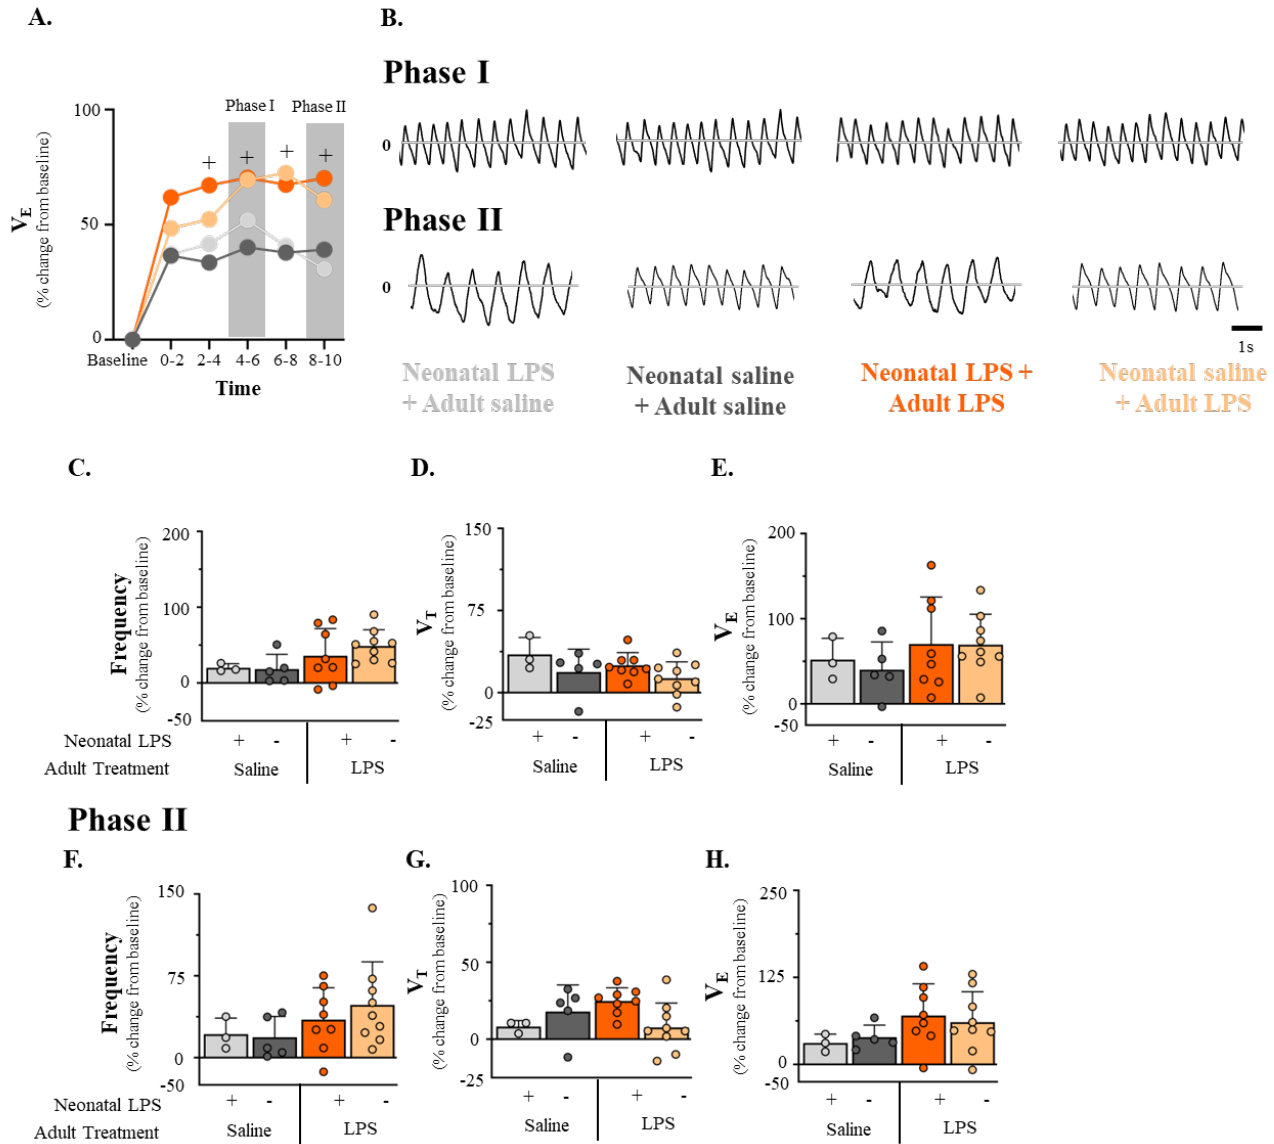 A.
B.
Phase I
100
Phase I Phase II
+ + + +
0
V_E
(% change from baseline)
50
Phase II
0
0
Baseline 0-2 2-4 4-6 6-8 8-10
Time
1s
Neonatal LPS
+ Adult saline
Neonatal saline
+ Adult saline
Neonatal LPS +
Adult LPS
Neonatal saline
+ Adult LPS
C.
D.
E.
Frequency
(% change from baseline)
200
100
0
-50
V_T
(% change from baseline)
150
75
0
-25
V_E
(% change from baseline)
200
100
0
-50
Neonatal LPS + - + - + - + - + - + -
Adult Treatment Saline LPS Saline LPS Saline LPS
Phase II
F.
G.
H.
Frequency
(% change from baseline)
150
75
0
-50
V_T
(% change from baseline)
100
50
0
-25
V_E
(% change from baseline)
250
125
0
-50
Neonatal LPS + - + - + - + - + - + -
Adult Treatment Saline LPS Saline LPS Saline LPS